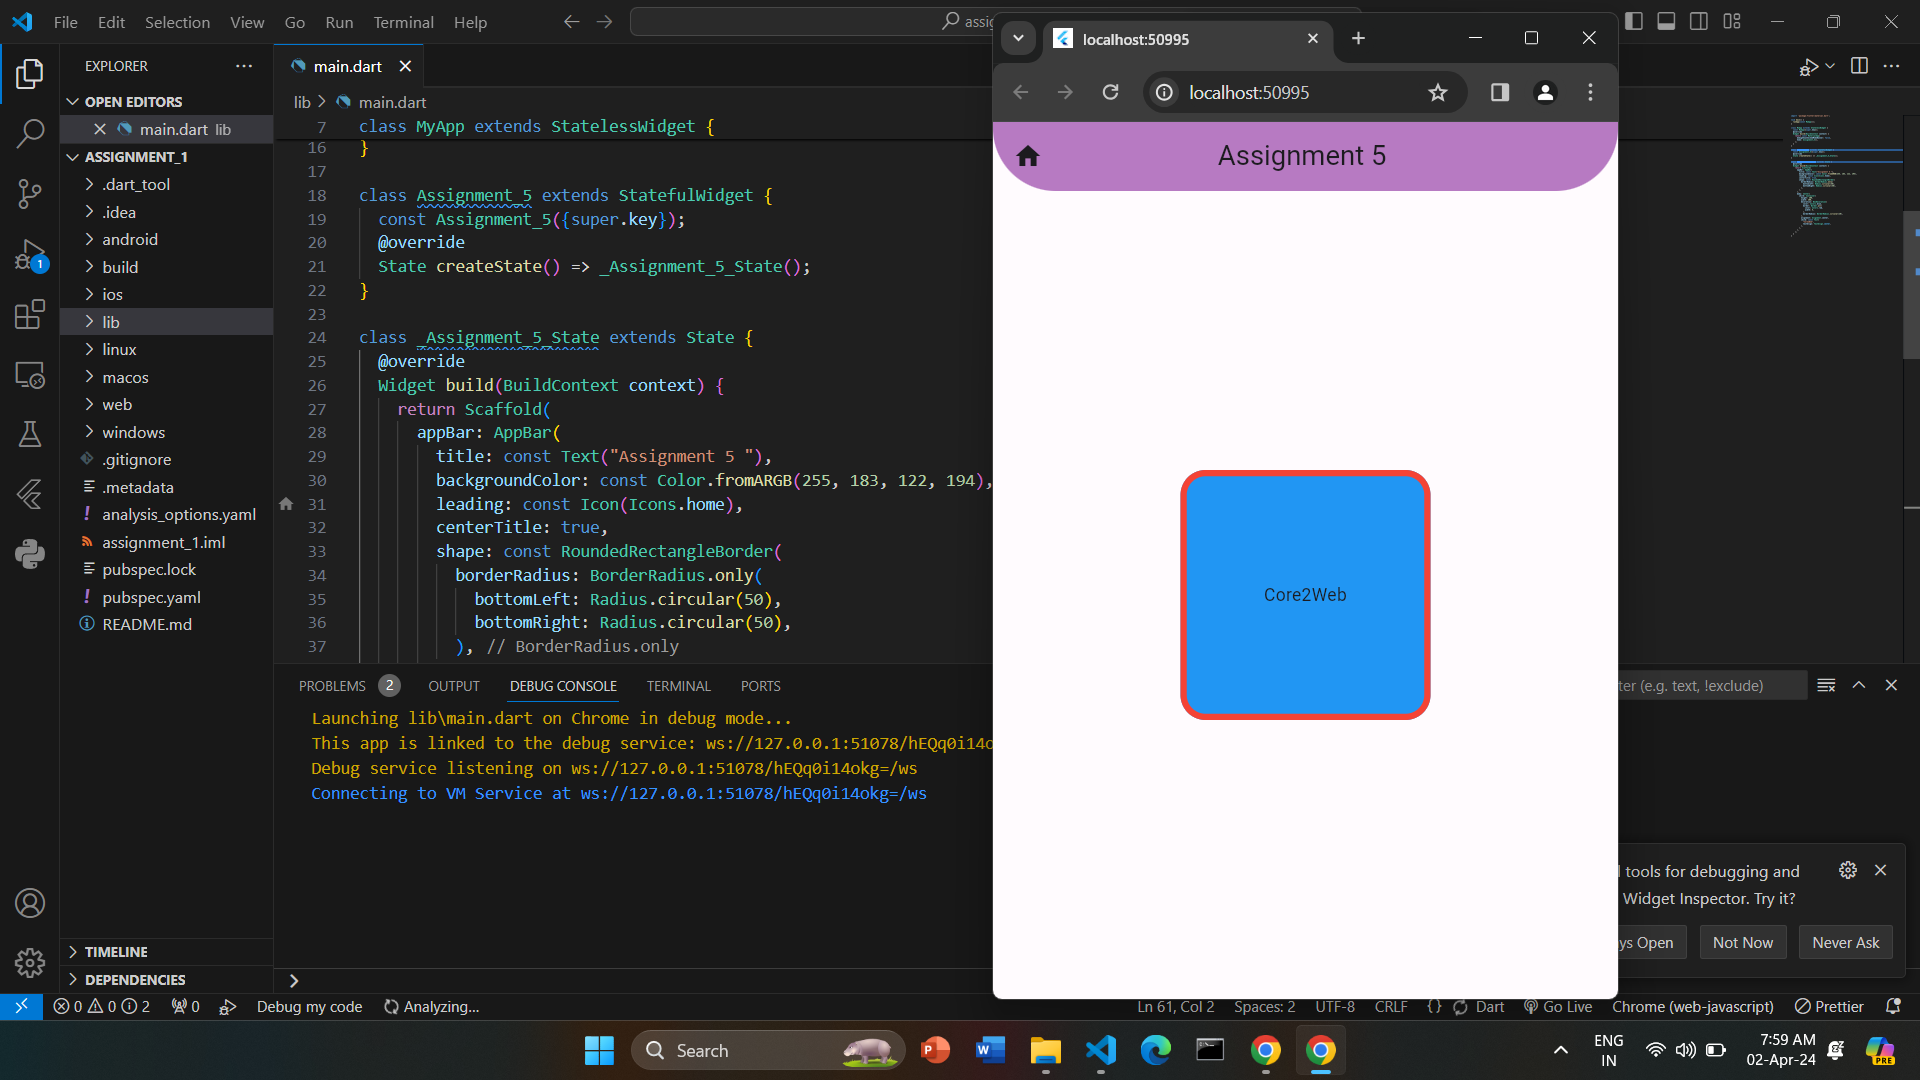 File Edit Selection View Go Run Terminal Help
assig
EXPLORER
OPEN EDITORS
main.dart lib
ASSIGNMENT_1
.dart_tool
.idea
android
build
ios
lib
linux
macos
web
windows
.gitignore
.metadata
analysis_options.yaml
assignment_1.iml
pubspec.lock
pubspec.yaml
README.md
TIMELINE
DEPENDENCIES
1
main.dart
lib > main.dart
7 class MyApp extends StatelessWidget {
16 }
17
18 class Assignment_5 extends StatefulWidget {
19 const Assignment_5({super.key});
20 @override
21 State createState() => _Assignment_5_State();
22 }
23
24 class _Assignment_5_State extends State {
25 @override
26 Widget build(BuildContext context) {
27 return Scaffold(
28 appBar: AppBar(
29 title: const Text("Assignment 5 "),
30 backgroundColor: const Color.fromARGB(255, 183, 122, 194),
31 leading: const Icon(Icons.home),
32 centerTitle: true,
33 shape: const RoundedRectangleBorder(
34 borderRadius: BorderRadius.only(
35 bottomLeft: Radius.circular(50),
36 bottomRight: Radius.circular(50),
37 ), // BorderRadius.only
PROBLEMS 2 OUTPUT DEBUG CONSOLE TERMINAL PORTS
ter (e.g. text, !exclude)
Launching lib\main.dart on Chrome in debug mode...
This app is linked to the debug service: ws://127.0.0.1:51078/hEQq0i14o
Debug service listening on ws://127.0.0.1:51078/hEQq0i14okg=/ws
Connecting to VM Service at ws://127.0.0.1:51078/hEQq0i14okg=/ws
localhost:50995
localhost:50995
Assignment 5
Core2Web
l tools for debugging and
Widget Inspector. Try it?
ys Open Not Now Never Ask
0 0 2 0 Debug my code Analyzing... Ln 61, Col 2 Spaces: 2 UTF-8 CRLF {} Dart Go Live Chrome (web-javascript) Prettier
Search
ENG
IN
7:59 AM
02-Apr-24
PRE